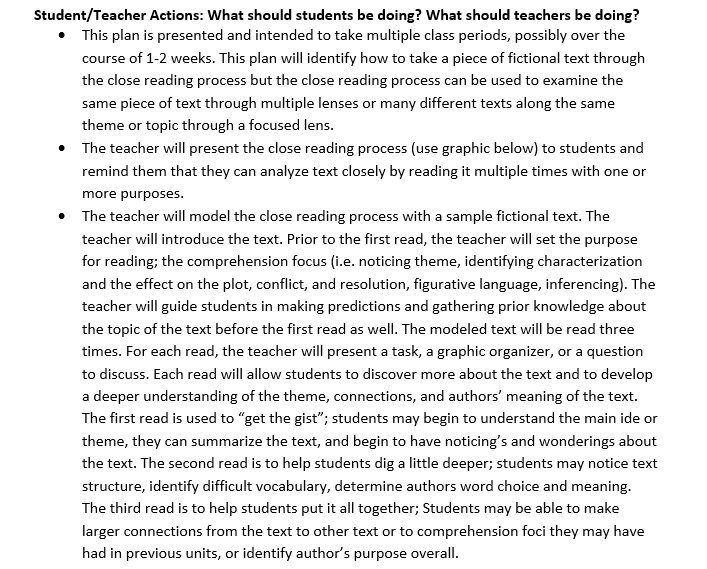 Student/Teacher Actions: What should students be doing? What should teachers be doing?
• This plan is presented and intended to take multiple class periods, possibly over the
course of 1-2 weeks. This plan will identify how to take a piece of fictional text through
the close reading process but the close reading process can be used to examine the
same piece of text through multiple lenses or many different texts along the same
theme or topic through a focused lens.
• The teacher will present the close reading process (use graphic below) to students and
remind them that they can analyze text closely by reading it multiple times with one or
more purposes.
• The teacher will model the close reading process with a sample fictional text. The
teacher will introduce the text. Prior to the first read, the teacher will set the purpose
for reading; the comprehension focus (i.e. noticing theme, identifying characterization
and the effect on the plot, conflict, and resolution, figurative language, inferencing). The
teacher will guide students in making predictions and gathering prior knowledge about
the topic of the text before the first read as well. The modeled text will be read three
times. For each read, the teacher will present a task, a graphic organizer, or a question
to discuss. Each read will allow students to discover more about the text and to develop
a deeper understanding of the theme, connections, and authors’ meaning of the text.
The first read is used to “get the gist”; students may begin to understand the main ide or
theme, they can summarize the text, and begin to have noticing’s and wonderings about
the text. The second read is to help students dig a little deeper; students may notice text
structure, identify difficult vocabulary, determine authors word choice and meaning.
The third read is to help students put it all together; Students may be able to make
larger connections from the text to other text or to comprehension foci they may have
had in previous units, or identify author’s purpose overall.